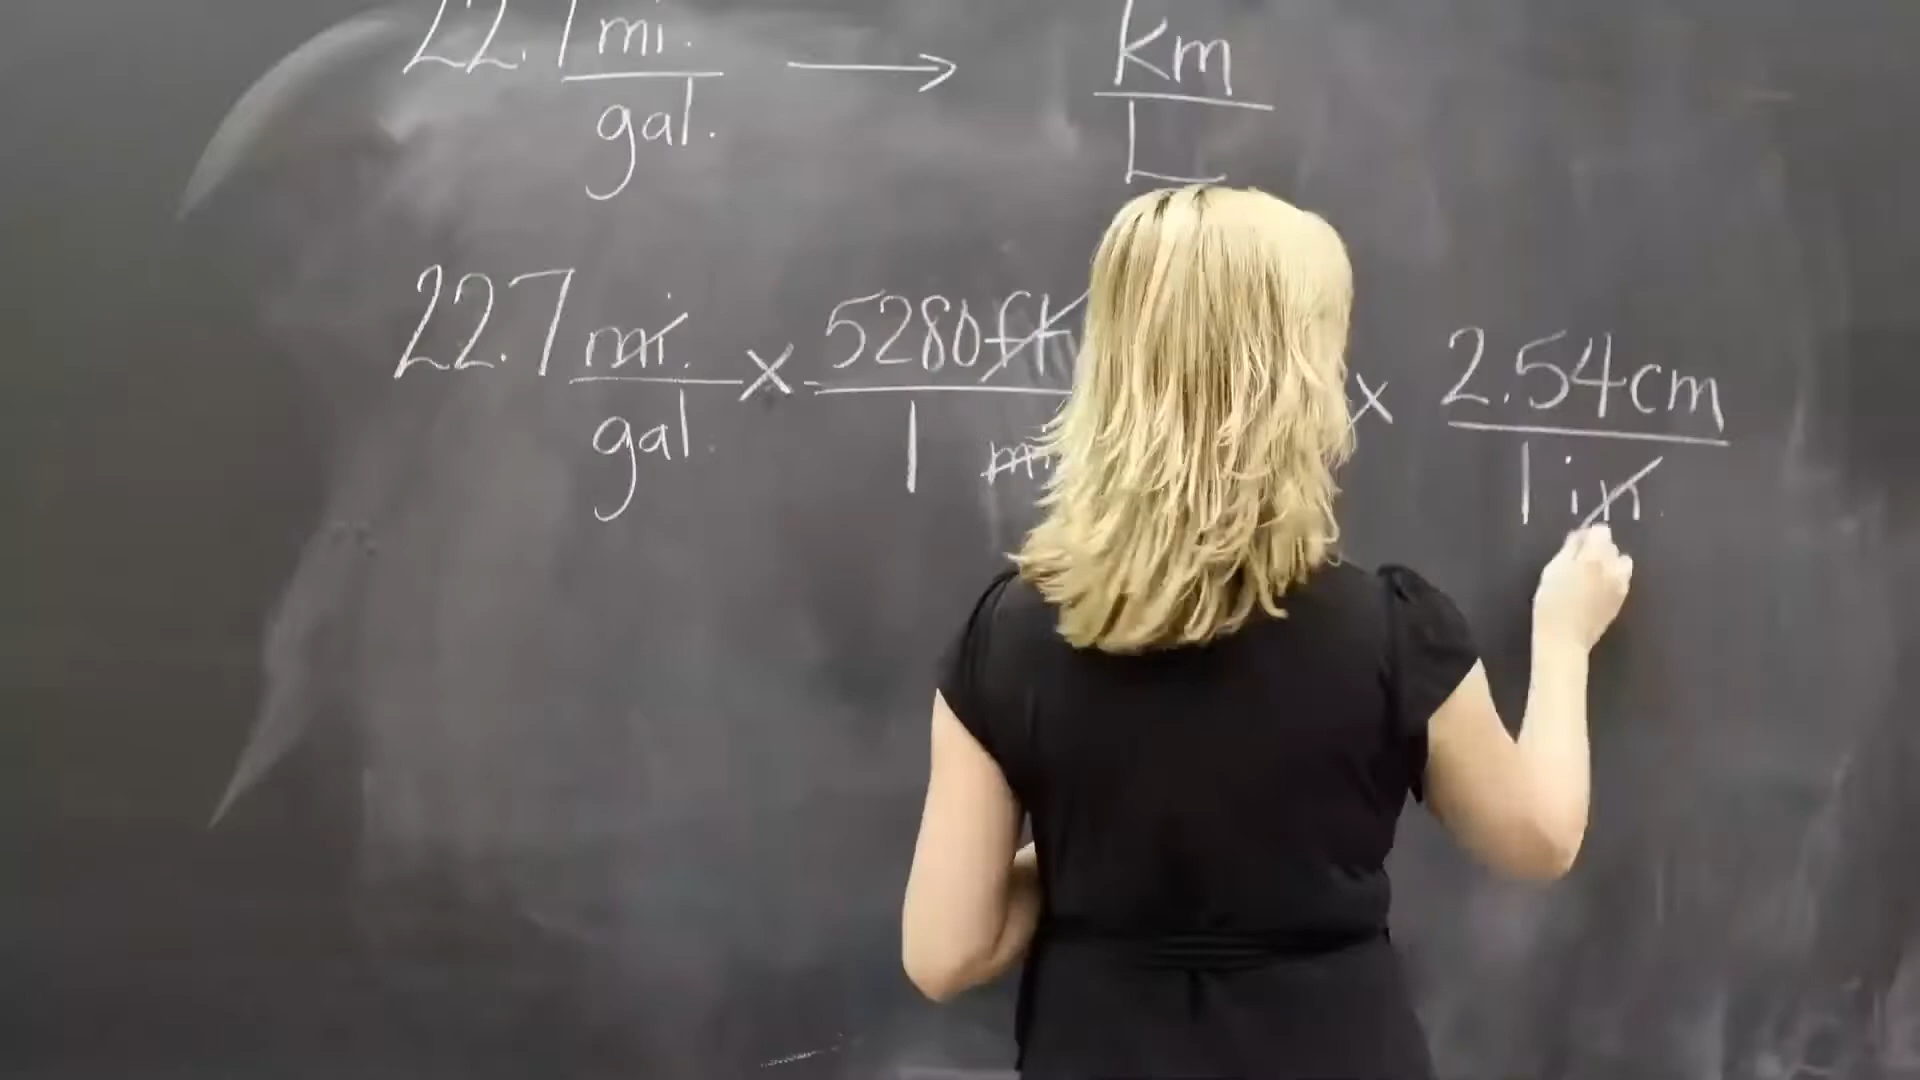 22.7 mi. → km
gal. L
22.7 mi. × 5280 ft × 2.54 cm
gal. 1 mi 1 in.